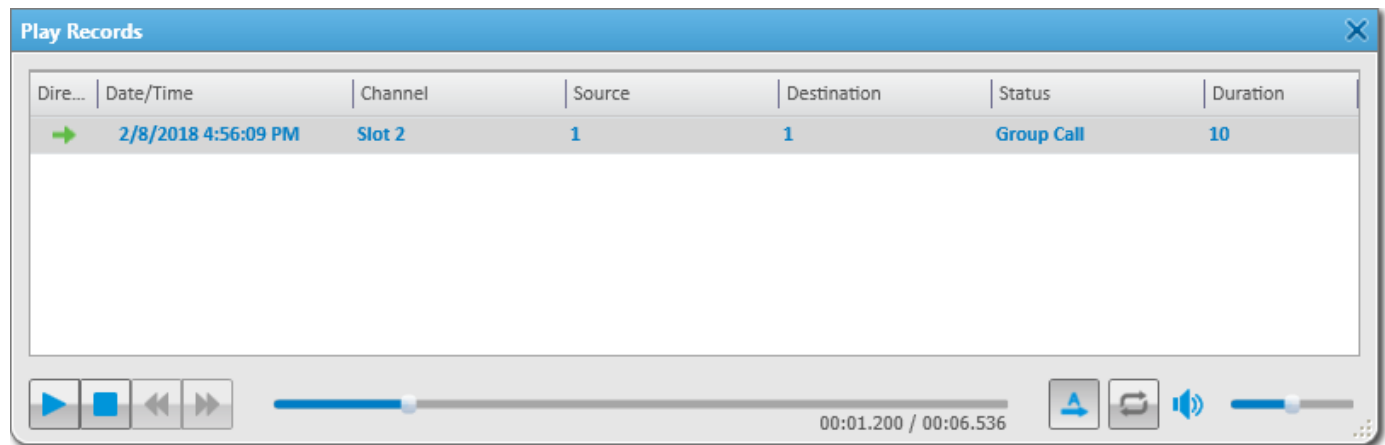 Play Records
Dire... Date/Time Channel Source Destination Status Duration
2/8/2018 4:56:09 PM Slot 2 1 1 Group Call 10
00:01.200 / 00:06.536